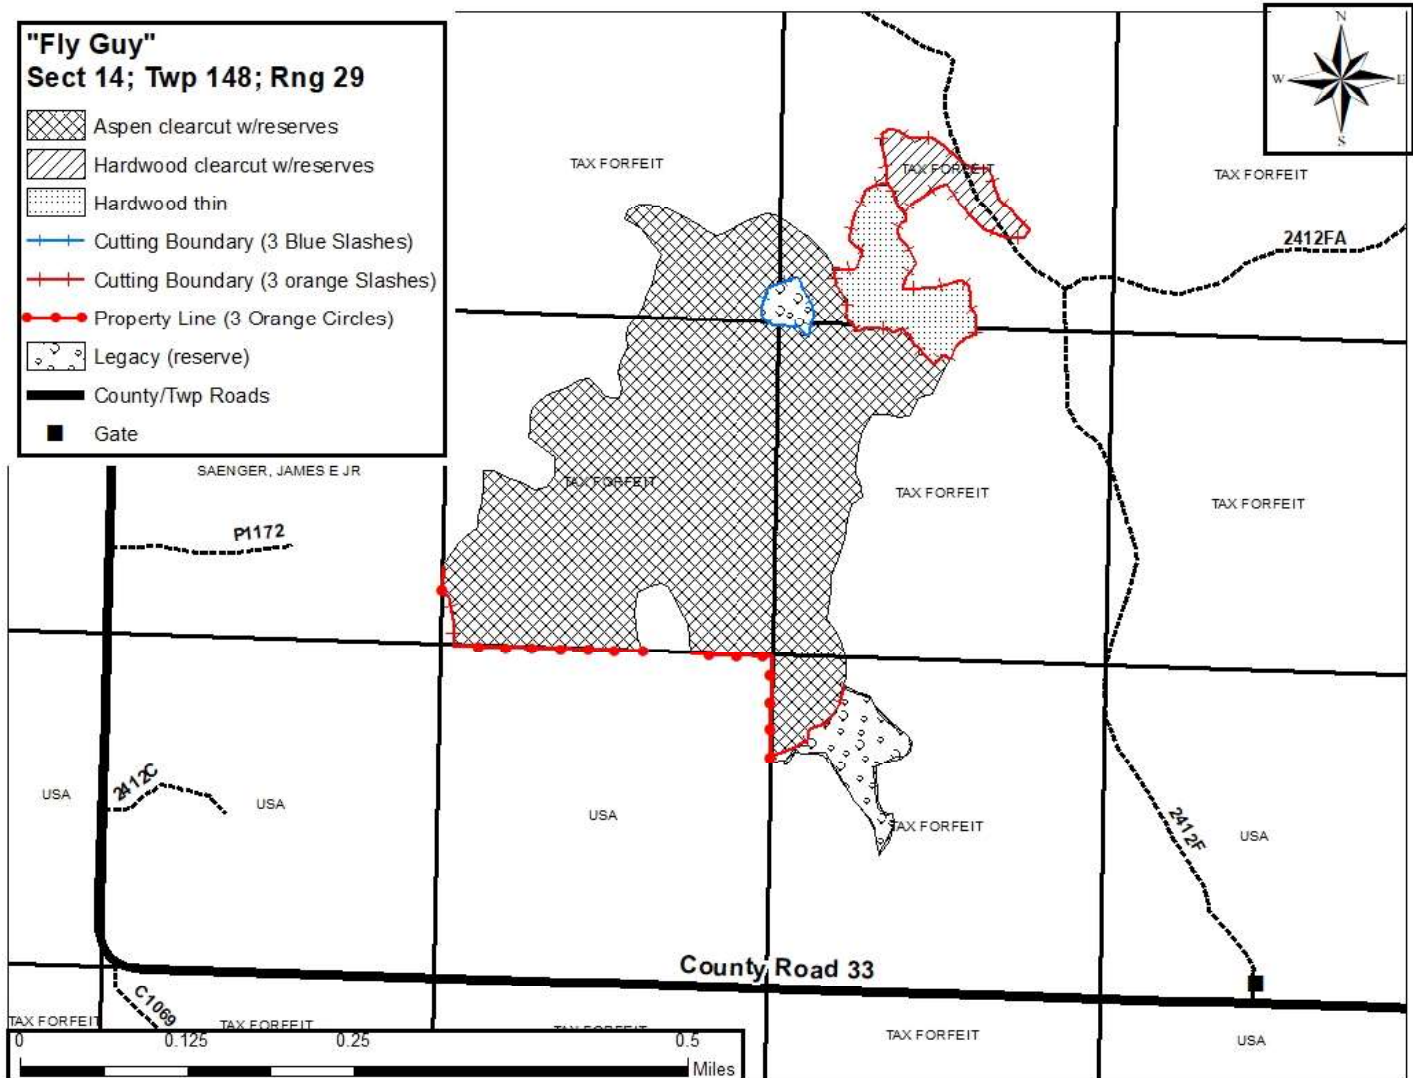 "Fly Guy"
Sect 14; Twp 148; Rng 29
Aspen clearcut w/reserves
Hardwood clearcut w/reserves
Hardwood thin
Cutting Boundary (3 Blue Slashes)
Cutting Boundary (3 orange Slashes)
Property Line (3 Orange Circles)
Legacy (reserve)
County/Twp Roads
Gate
N
W E
S
TAX FORFEIT
TAX FORFEIT
TAX FORFEIT
2412FA
SAENGER, JAMES E JR
TAX FORFEIT
TAX FORFEIT
TAX FORFEIT
P1172
2412C
USA
USA
USA
TAX FORFEIT
2412F
USA
County Road 33
C1069
TAX FORFEIT
TAX FORFEIT
TAX FORFEIT
TAX FORFEIT
USA
0 0.125 0.25 0.5
Miles